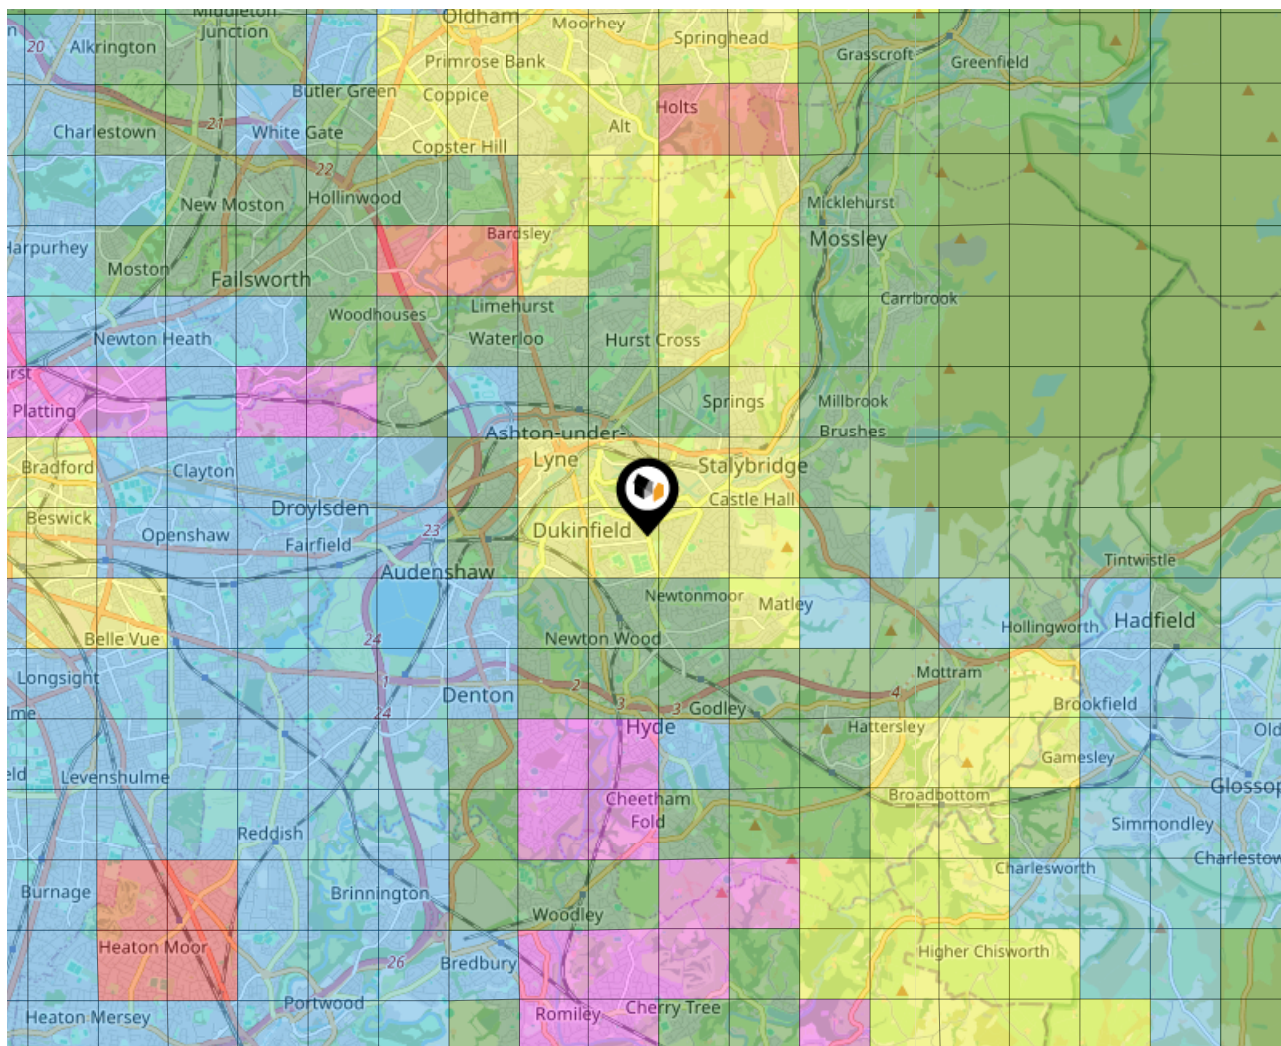 Oldham
Middleton
Junction
Moorhey
Springhead
20
Alkrington
Grasscroft
Greenfield
Primrose Bank
Butler Green
Coppice
Holts
21
Charlestown
White Gate
Alt
Copster Hill
22
New Moston
Hollinwood
Micklehurst
Harpurhey
Bardsley
Mossley
Moston
Failsworth
Carrbrook
Woodhouses
Limehurst
Newton Heath
Waterloo
Hurst Cross
Platting
Springs
Millbrook
Brushes
Ashton-under-
Lyne
Stalybridge
Bradford
Clayton
Castle Hall
Beswick
Droylsden
Openshaw
Fairfield
23
Dukinfield
Audenshaw
Tintwistle
Newtonmoor
Matley
Hadfield
Belle Vue
24
Newton Wood
Hollingworth
Longsight
1
Denton
2
Mottram
4
3
3
Godley
Brookfield
24
Hyde
Hattersley
Gamesley
Levenshulme
Cheetham
Fold
Broadbottom
Simmondley
Reddish
Charlesworth
Burnage
Brinnington
Woodley
Heaton Moor
26
Bredbury
Higher Chisworth
Portwood
Heaton Mersey
Romiley
Cherry Tree